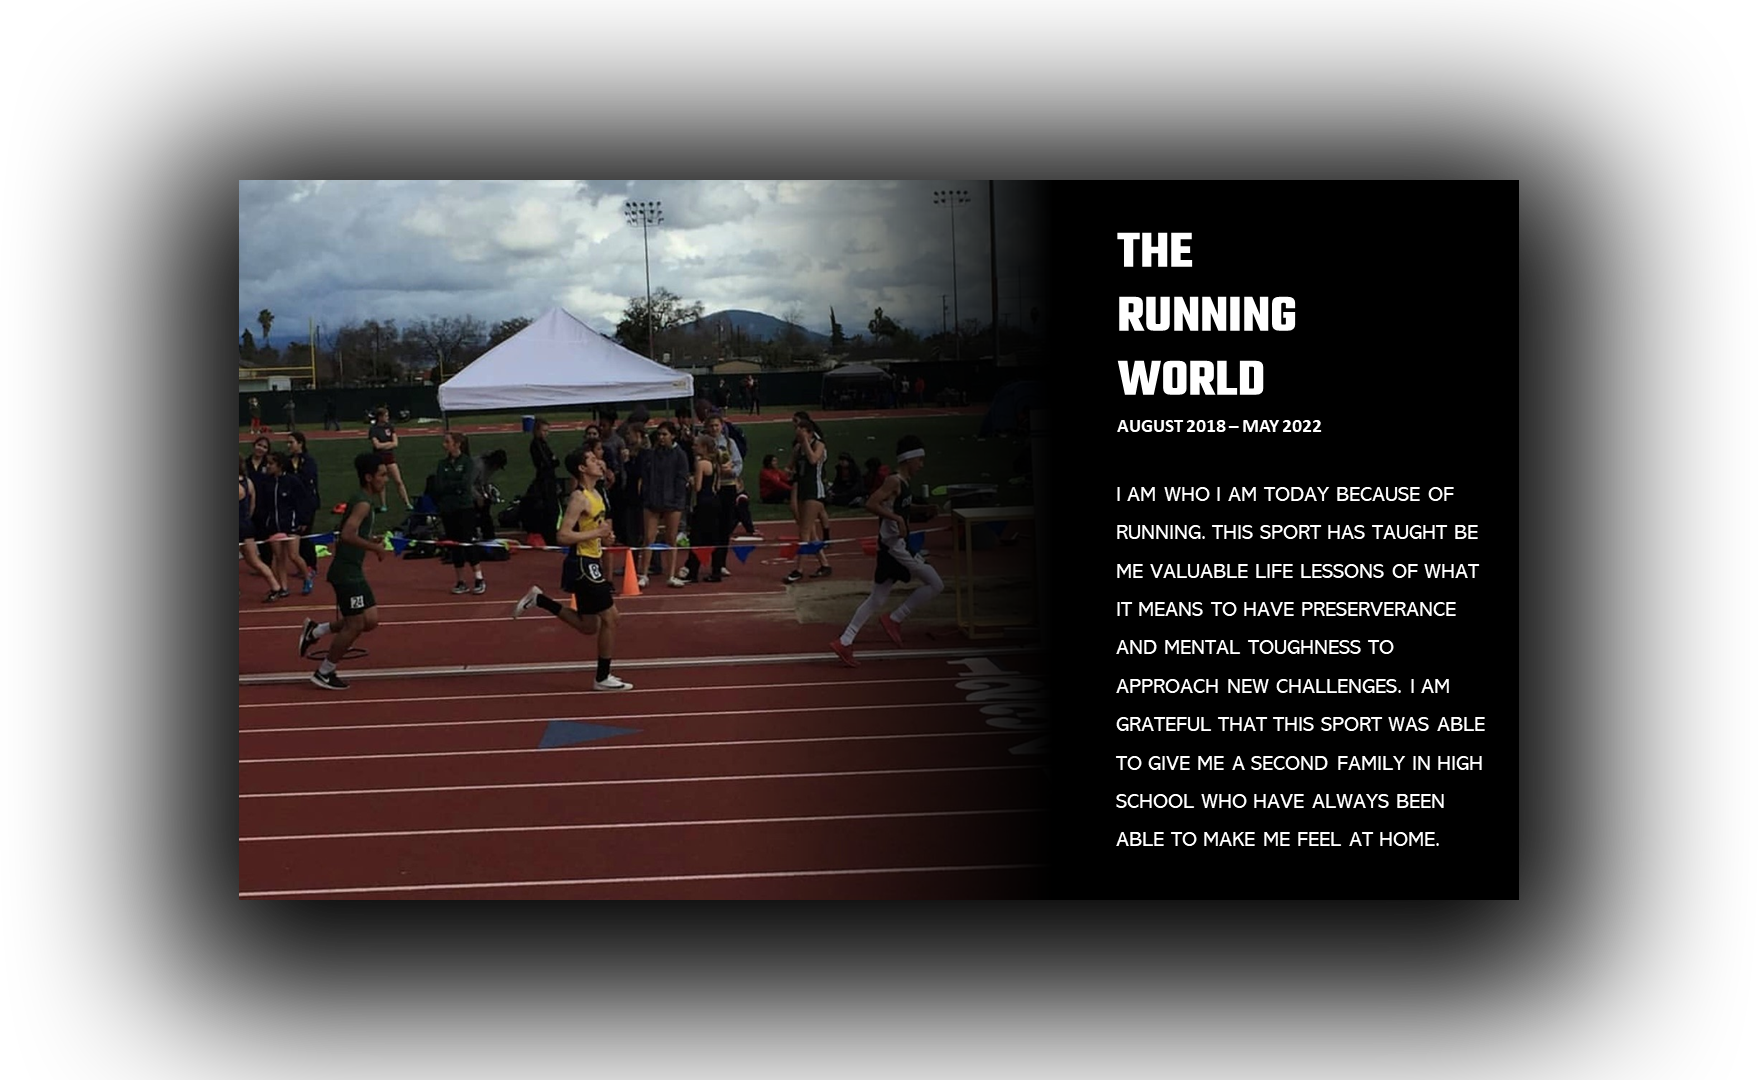 THE
RUNNING
WORLD
AUGUST 2018 – MAY 2022
I AM WHO I AM TODAY BECAUSE OF
RUNNING. THIS SPORT HAS TAUGHT BE
ME VALUABLE LIFE LESSONS OF WHAT
IT MEANS TO HAVE PRESERVERANCE
AND MENTAL TOUGHNESS TO
APPROACH NEW CHALLENGES. I AM
GRATEFUL THAT THIS SPORT WAS ABLE
TO GIVE ME A SECOND FAMILY IN HIGH
SCHOOL WHO HAVE ALWAYS BEEN
ABLE TO MAKE ME FEEL AT HOME.